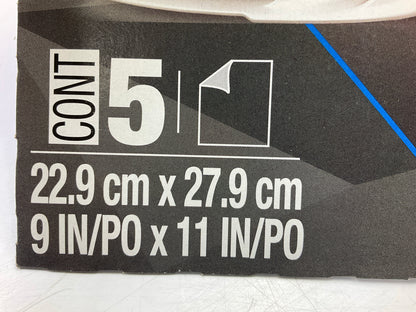 CONT 5
22.9 cm x 27.9 cm
9 IN/PO x 11 IN/PO